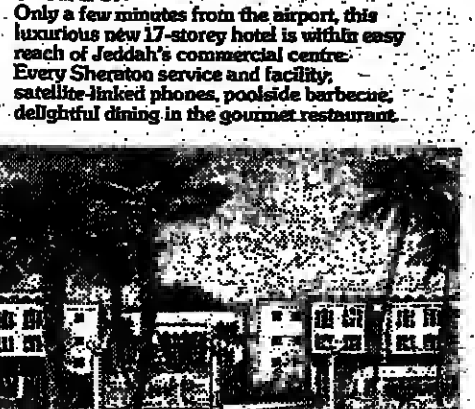 Only a few minutes from the airport, this
luxurious new 17-storey hotel is within easy
reach of Jeddah's commercial centre.
Every Sheraton service and facility;
satellite-linked phones, poolside barbecue,
delightful dining in the gourmet restaurant.